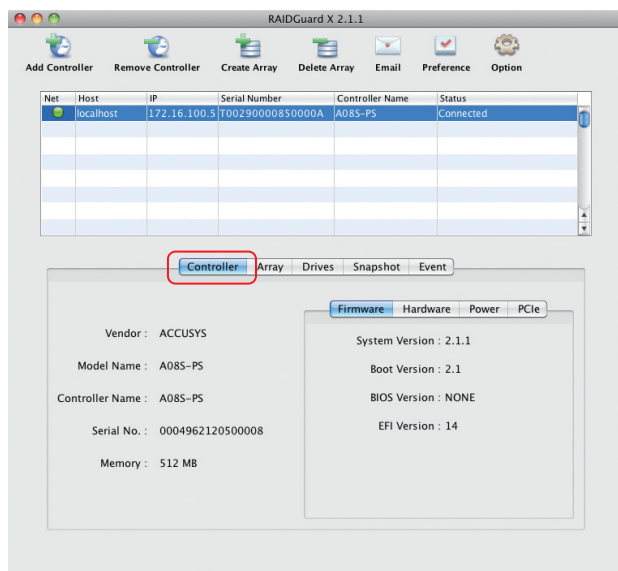 RAIDGuard X 2.1.1
Add Controller Remove Controller Create Array Delete Array Email Preference Option
Net Host IP Serial Number Controller Name Status
localhost 172.16.100.5 T00290000850000A A08S-PS Connected
Controller Array Drives Snapshot Event
Firmware Hardware Power PCIe
Vendor : ACCUSYS
Model Name : A08S-PS
Controller Name : A08S-PS
Serial No. : 0004962120500008
Memory : 512 MB
System Version : 2.1.1
Boot Version : 2.1
BIOS Version : NONE
EFI Version : 14